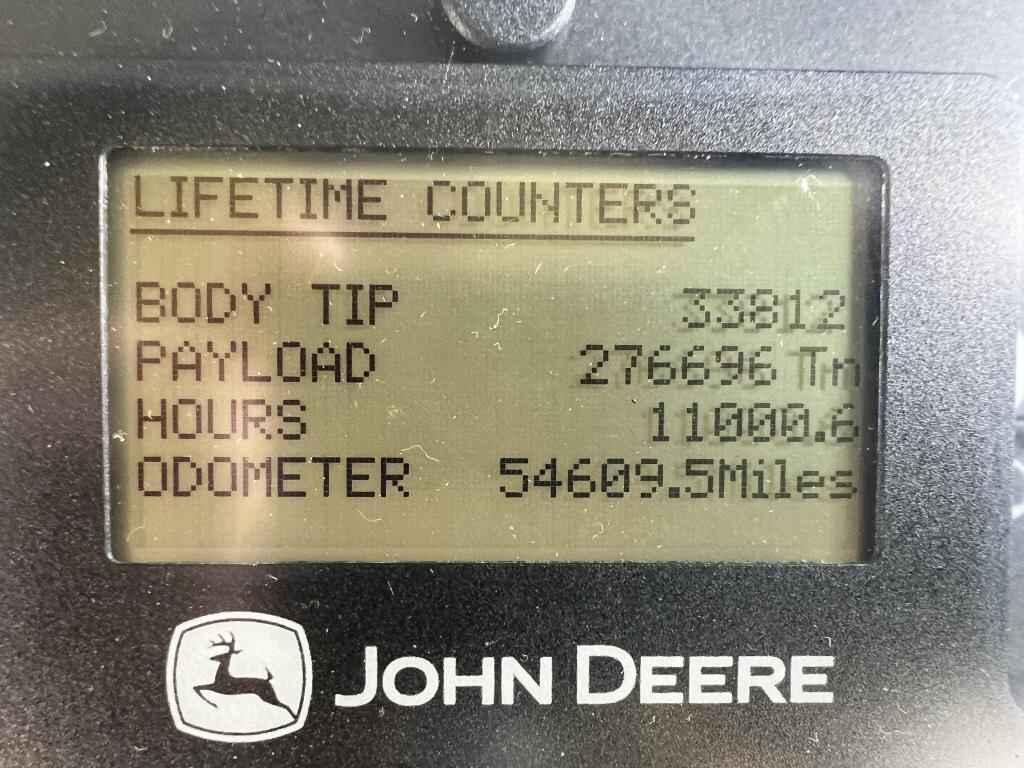 LIFETIME COUNTERS
BODY TIP 33812
PAYLOAD 276696 Tn
HOURS 11000.6
ODOMETER 54609.5Miles
JOHN DEERE